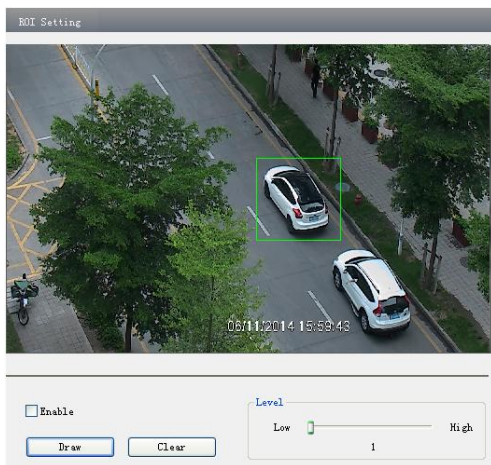 ROI Setting
06/11/2014 15:59:43
Enable
Level
Low High
1
Draw Clear